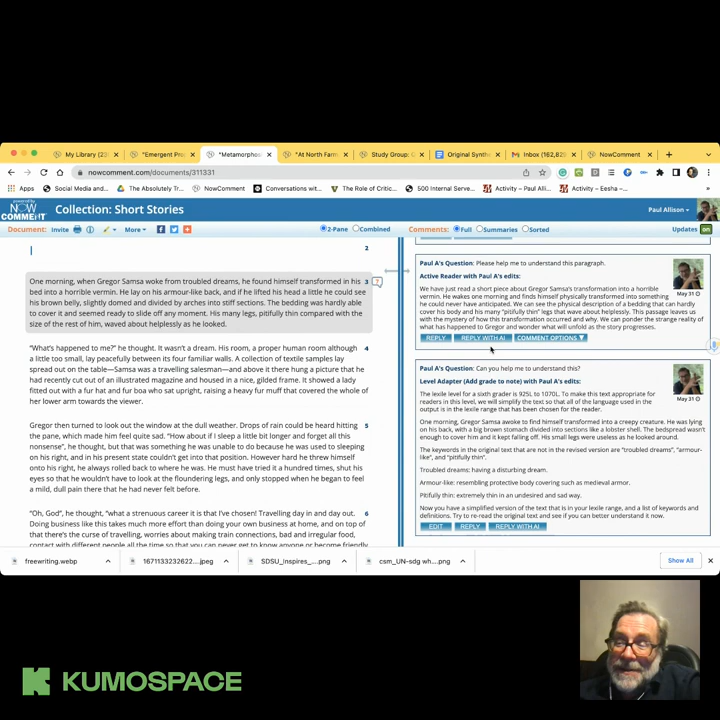 My Library (23
"Emergent Pro
"Metamorphos
"At North Farm
Study Group: C
Original Synthe
Inbox (162,829
NowComment
nowcomment.com/documents/311331
Apps
Social Media and...
The Absolutely Tr...
NowComment
Conversations wit...
The Role of Critic...
500 Internal Serve...
Activity – Paul Alli...
Activity – Eesha –...
powered by
NOW COMMENT
Collection: Short Stories
Paul Allison
Document:
Invite
More
2-Pane
Combined
Comments:
Full
Summaries
Sorted
Updates
on
2
One morning, when Gregor Samsa woke from troubled dreams, he found himself transformed in his
bed into a horrible vermin. He lay on his armour-like back, and if he lifted his head a little he could see
his brown belly, slightly domed and divided by arches into stiff sections. The bedding was hardly able
to cover it and seemed ready to slide off any moment. His many legs, pitifully thin compared with the
size of the rest of him, waved about helplessly as he looked.
3
"What's happened to me?" he thought. It wasn't a dream. His room, a proper human room although
a little too small, lay peacefully between its four familiar walls. A collection of textile samples lay
spread out on the table—Samsa was a travelling salesman—and above it there hung a picture that he
had recently cut out of an illustrated magazine and housed in a nice, gilded frame. It showed a lady
fitted out with a fur hat and fur boa who sat upright, raising a heavy fur muff that covered the whole of
her lower arm towards the viewer.
4
Gregor then turned to look out the window at the dull weather. Drops of rain could be heard hitting
the pane, which made him feel quite sad. "How about if I sleep a little bit longer and forget all this
nonsense", he thought, but that was something he was unable to do because he was used to sleeping
on his right, and in his present state couldn't get into that position. However hard he threw himself
onto his right, he always rolled back to where he was. He must have tried it a hundred times, shut his
eyes so that he wouldn't have to look at the floundering legs, and only stopped when he began to feel
a mild, dull pain there that he had never felt before.
5
"Oh, God", he thought, "what a strenuous career it is that I've chosen! Travelling day in and day out.
Doing business like this takes much more effort than doing your own business at home, and on top of
that there's the curse of travelling, worries about making train connections, bad and irregular food,
contact with different people all the time so that you can never get to know anyone or become friendly
6
Paul A's Question: Please help me to understand this paragraph.
Active Reader with Paul A's edits:
We have just read a short piece about Gregor Samsa's transformation into a horrible
vermin. He wakes one morning and finds himself physically transformed into something
he could never have anticipated. We can see the physical description of a bedding that can hardly
cover his body and his many "pitifully thin" legs that wave about helplessly. This passage leaves us
with the mystery of how this transformation occurred and why. We can ponder the strange reality of
what has happened to Gregor and wonder what will unfold as the story progresses.
May 31
REPLY
REPLY WITH AI
COMMENT OPTIONS
Paul A's Question: Can you help me to understand this?
Level Adapter (Add grade to note) with Paul A's edits:
The lexile level for a sixth grader is 925L to 1070L. To make this text appropriate for
readers in this level, we will simplify the text so that all of the language used in the
output is in the lexile range that has been chosen for the reader.
May 31
One morning, Gregor Samsa awoke to find himself transformed into a creepy creature. He was lying
on his back, with a big brown stomach divided into sections like a lobster shell. The bedspread wasn't
enough to cover him and it kept falling off. His small legs were useless as he looked around.
The keywords in the original text that are not in the revised version are "troubled dreams", "armour-
like", and "pitifully thin".
Troubled dreams: having a disturbing dream.
Armour-like: resembling protective body covering such as medieval armor.
Pitifully thin: extremely thin in an undesired and sad way.
Now you have a simplified version of the text that is in your lexile range, and a list of keywords and
definitions. Try to re-read the original text and see if you can better understand it now.
EDIT
REPLY
REPLY WITH AI
freewriting.webp
1671133232622....jpeg
SDSU_inspires_....png
csm_UN-sdg wh....png
Show All
KUMOSPACE